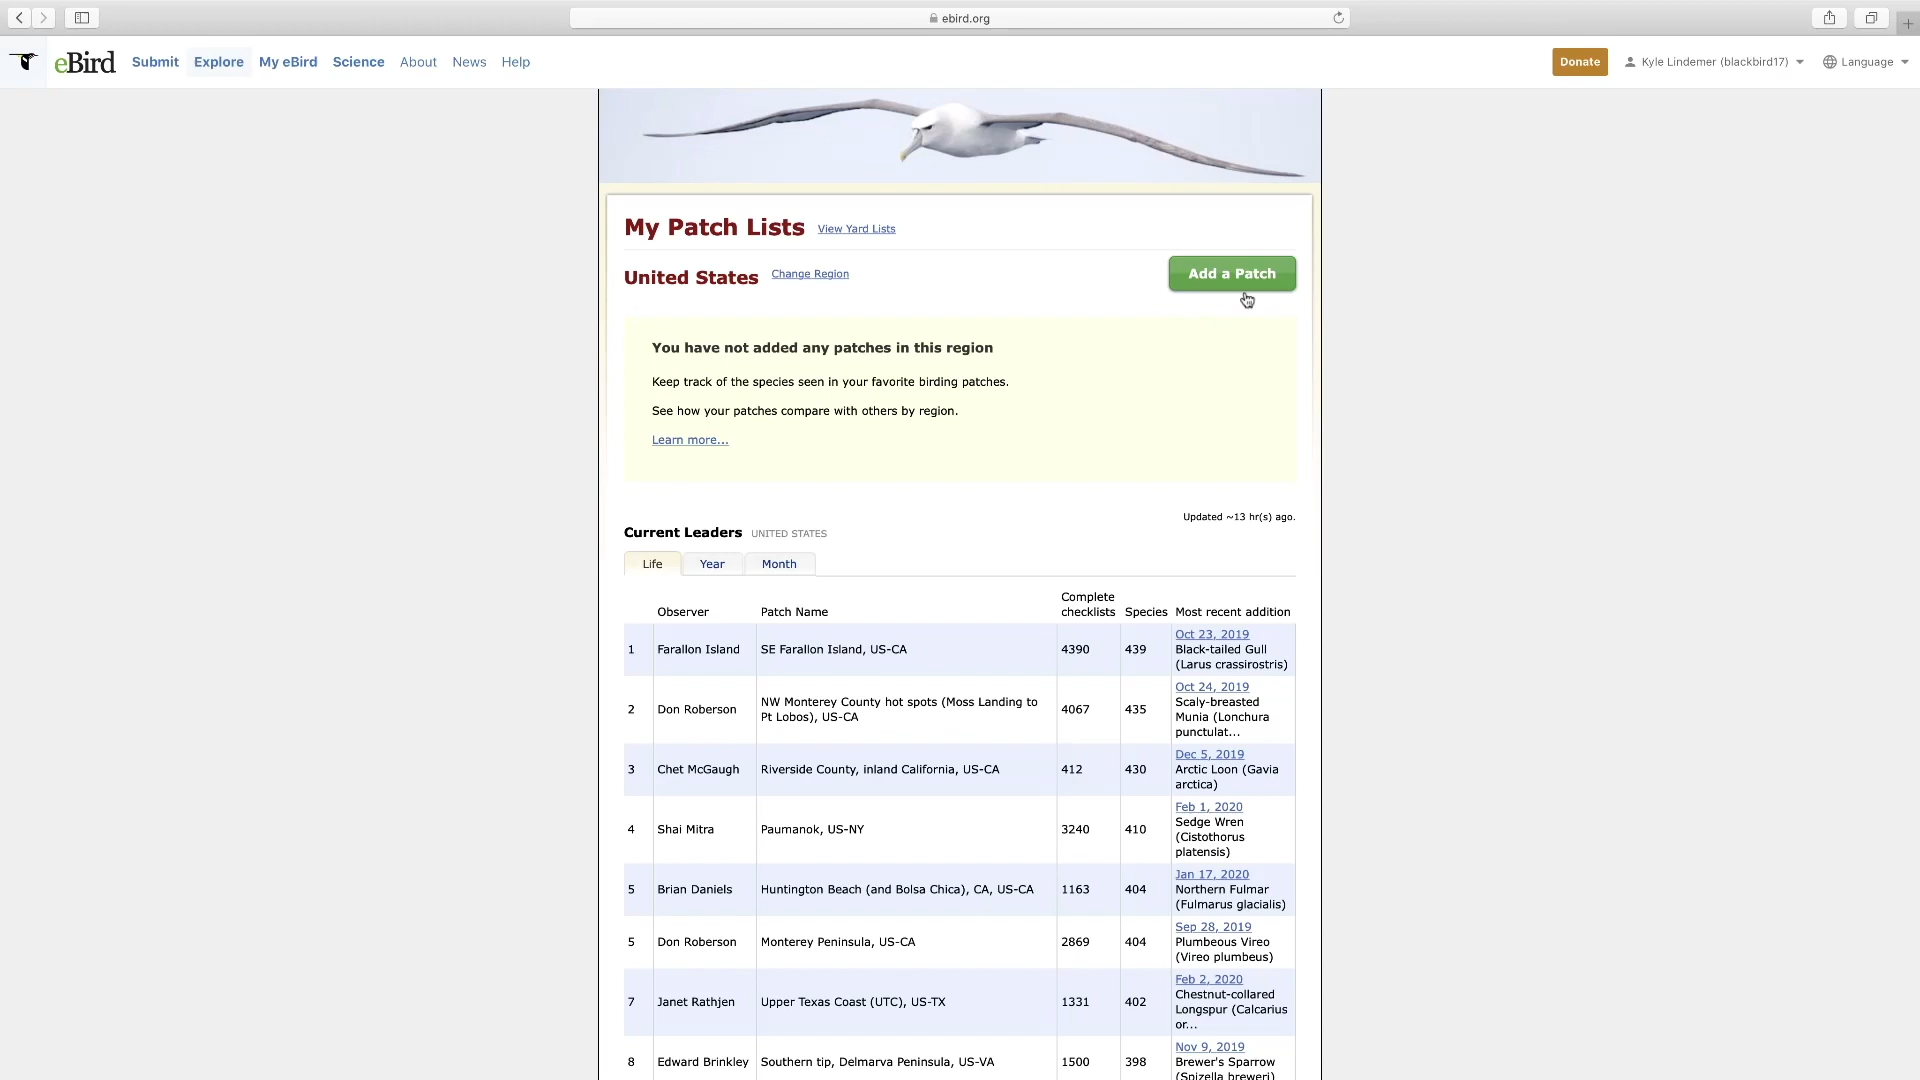 ebird.org
eBird Submit Explore My eBird Science About News Help Donate Kyle Lindemer (blackbird17) Language
My Patch Lists View Yard Lists
United States Change Region Add a Patch
You have not added any patches in this region
Keep track of the species seen in your favorite birding patches.
See how your patches compare with others by region.
Learn more...
Updated ~13 hr(s) ago.
Current Leaders UNITED STATES
Life Year Month
Observer Patch Name Complete checklists Species Most recent addition
1 Farallon Island SE Farallon Island, US-CA 4390 439 Oct 23, 2019
Black-tailed Gull
(Larus crassirostris)
2 Don Roberson NW Monterey County hot spots (Moss Landing to
Pt Lobos), US-CA 4067 435 Oct 24, 2019
Scaly-breasted
Munia (Lonchura
punctulat...
3 Chet McGaugh Riverside County, inland California, US-CA 412 430 Dec 5, 2019
Arctic Loon (Gavia
arctica)
4 Shai Mitra Paumanok, US-NY 3240 410 Feb 1, 2020
Sedge Wren
(Cistothorus
platensis)
5 Brian Daniels Huntington Beach (and Bolsa Chica), CA, US-CA 1163 404 Jan 17, 2020
Northern Fulmar
(Fulmarus glacialis)
5 Don Roberson Monterey Peninsula, US-CA 2869 404 Sep 28, 2019
Plumbeous Vireo
(Vireo plumbeus)
7 Janet Rathjen Upper Texas Coast (UTC), US-TX 1331 402 Feb 2, 2020
Chestnut-collared
Longspur (Calcarius
or...
8 Edward Brinkley Southern tip, Delmarva Peninsula, US-VA 1500 398 Nov 9, 2019
Brewer's Sparrow
(Spizella breweri)